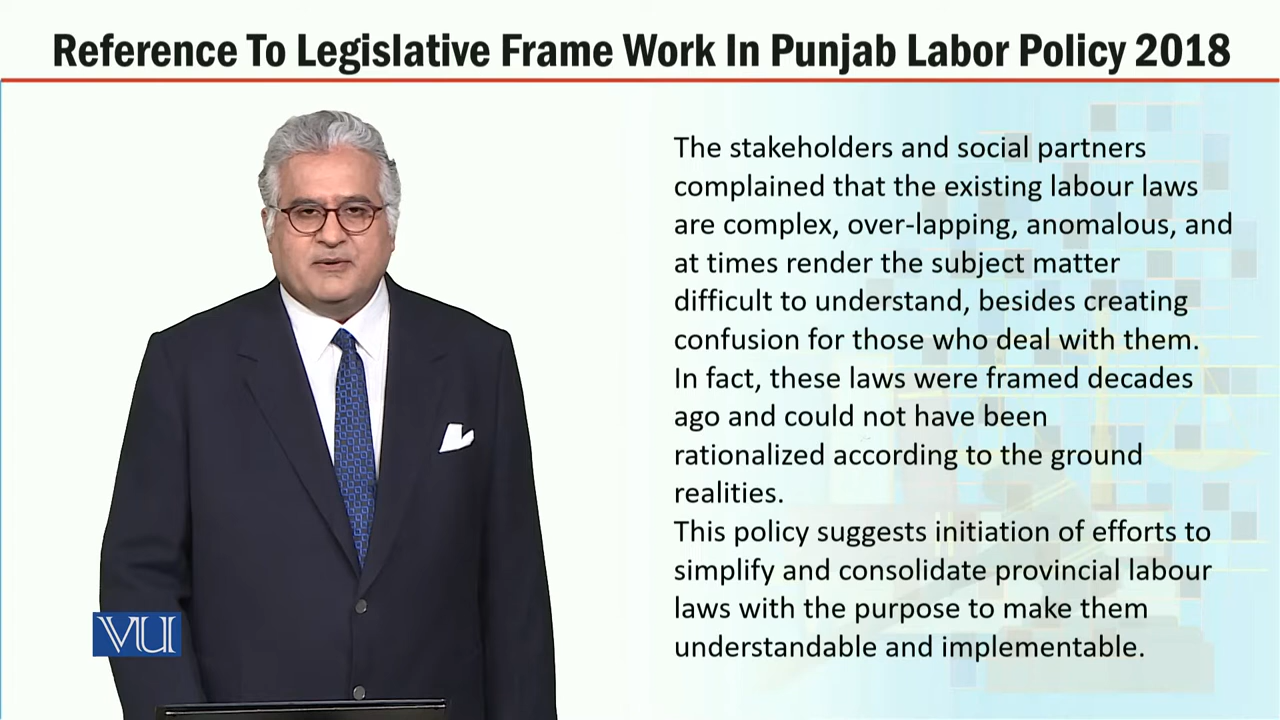 Reference To Legislative Frame Work In Punjab Labor Policy 2018
The stakeholders and social partners
complained that the existing labour laws
are complex, over-lapping, anomalous, and
at times render the subject matter
difficult to understand, besides creating
confusion for those who deal with them.
In fact, these laws were framed decades
ago and could not have been
rationalized according to the ground
realities.
This policy suggests initiation of efforts to
simplify and consolidate provincial labour
laws with the purpose to make them
understandable and implementable.
VU